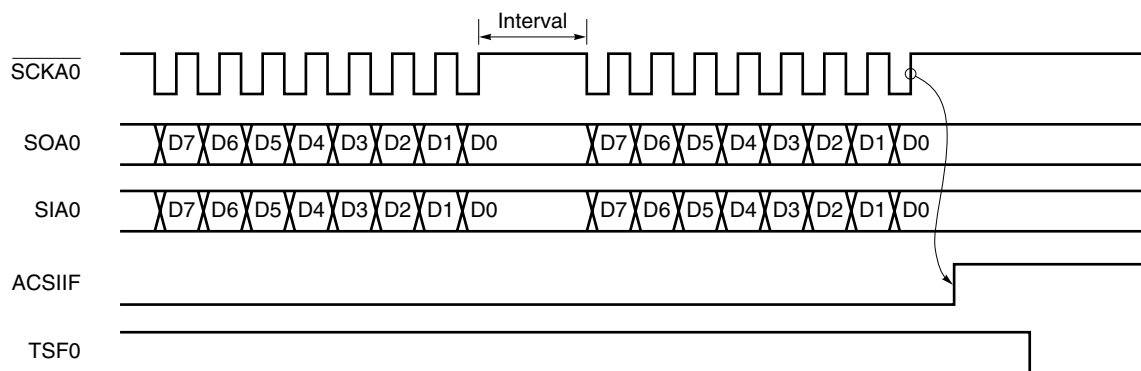 Interval
SCKA0
SOA0 D7 D6 D5 D4 D3 D2 D1 D0 D7 D6 D5 D4 D3 D2 D1 D0
SIA0 D7 D6 D5 D4 D3 D2 D1 D0 D7 D6 D5 D4 D3 D2 D1 D0
ACSIIF
TSF0